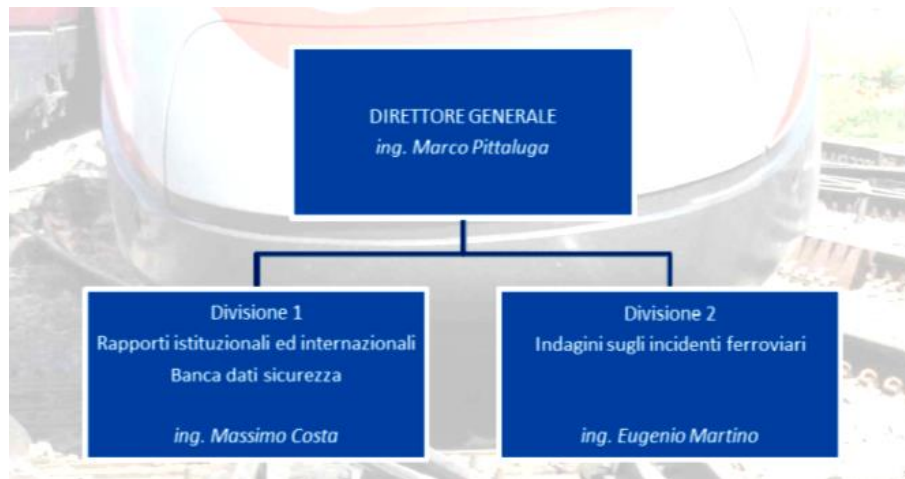 DIRETTORE GENERALE
ing. Marco Pittaluga
Divisione 1
Rapporti istituzionali ed internazionali
Banca dati sicurezza
ing. Massimo Costa
Divisione 2
Indagini sugli incidenti ferroviari
ing. Eugenio Martino